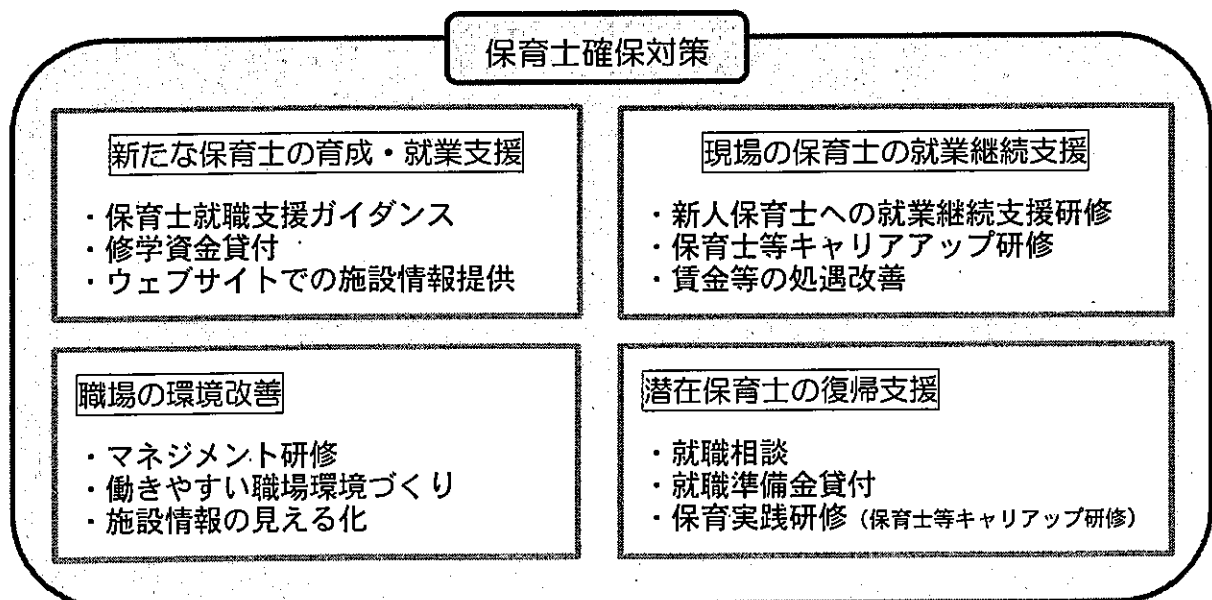 保育士確保対策
新たな保育士の育成・就業支援
・保育士就職支援ガイダンス
・修学資金貸付
・ウェブサイトでの施設情報提供
現場の保育士の就業継続支援
・新人保育士への就業継続支援研修
・保育士等キャリアアップ研修
・賃金等の処遇改善
職場の環境改善
・マネジメント研修
・働きやすい職場環境づくり
・施設情報の見える化
潜在保育士の復帰支援
・就職相談
・就職準備金貸付
・保育実践研修（保育士等キャリアップ研修）